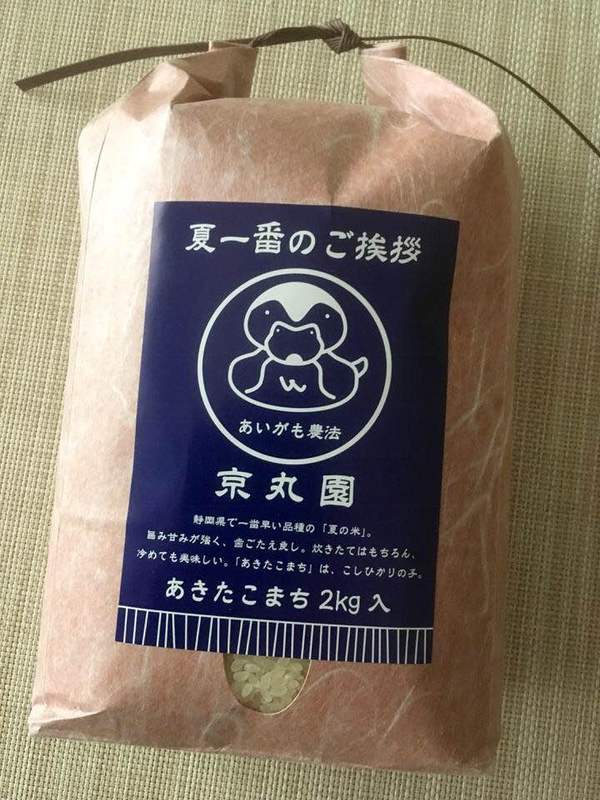 夏一番のご挨拶
あいがも農法
京丸園
静岡県で一番早い品種の「夏の米」。
旨み甘みが強く、歯ごたえ良し。炊きたてはもちろん、
冷めても美味しい。「あきたこまち」は、こしひかりの子。
あきたこまち 2kg 入